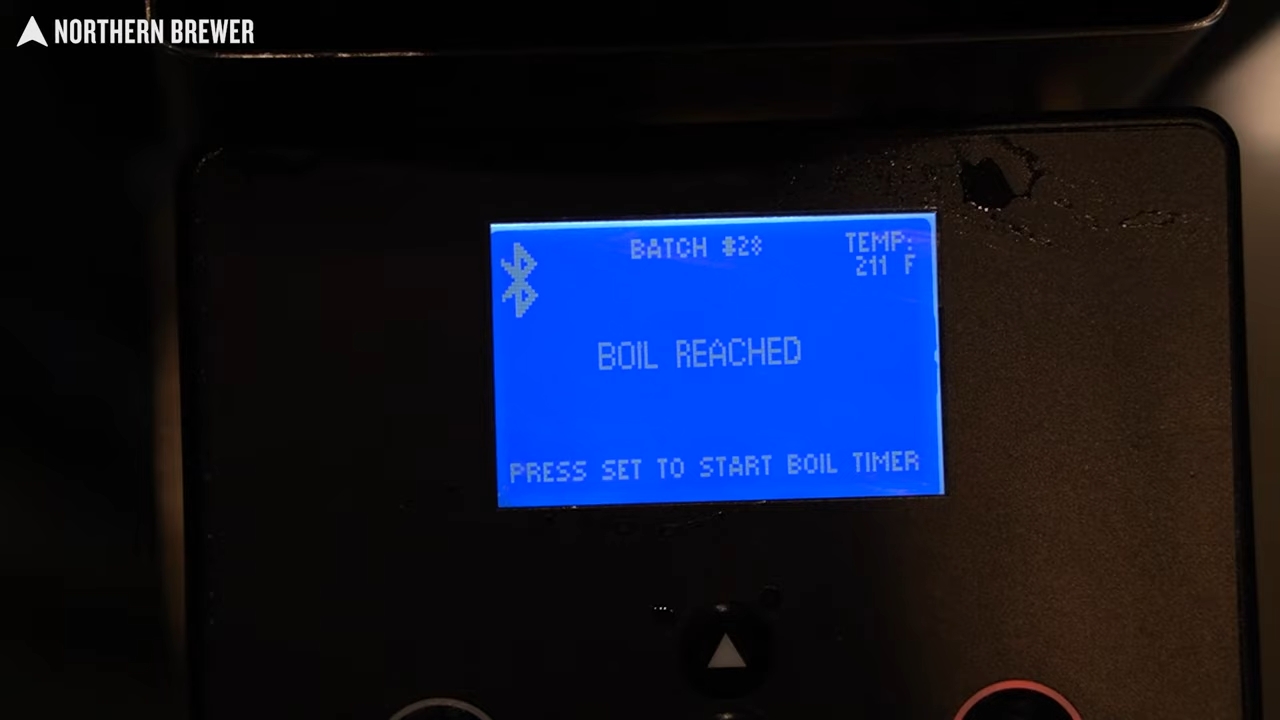 NORTHERN BREWER
BATCH #28
TEMP:
211 F
BOIL REACHED
PRESS SET TO START BOIL TIMER